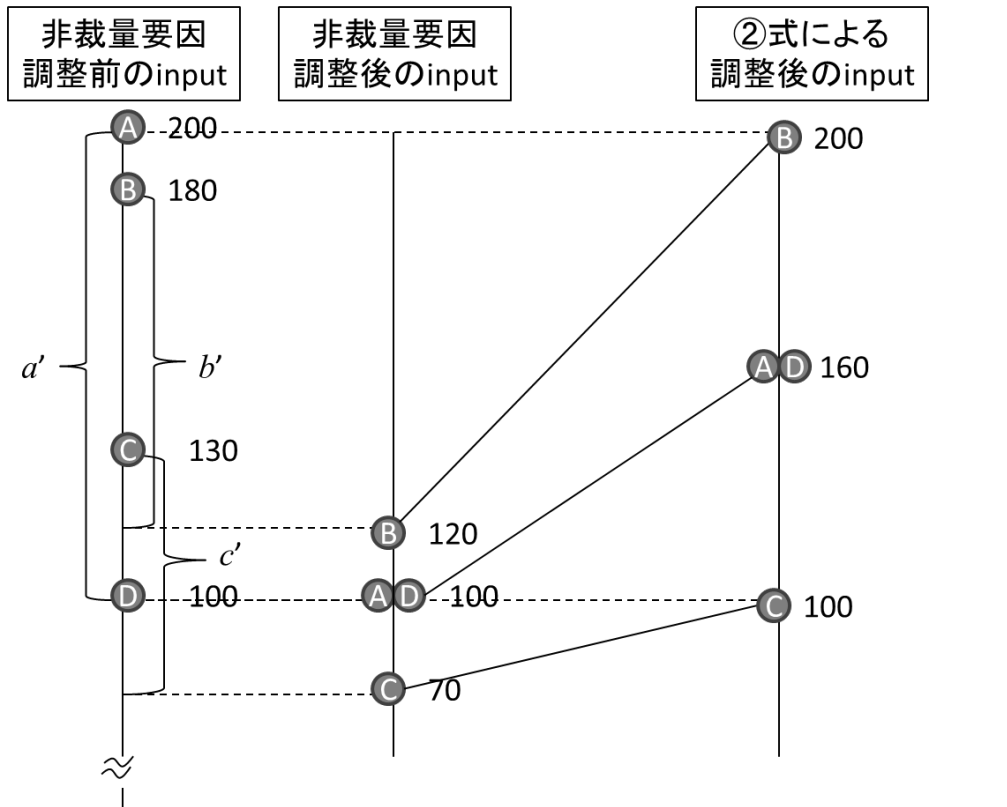 非裁量要因
調整前のinput
非裁量要因
調整後のinput
②式による
調整後のinput
A 200
B 200
B 180
a′
b′
A D 160
C 130
B 120
c′
D 100
A D 100
C 100
C 70